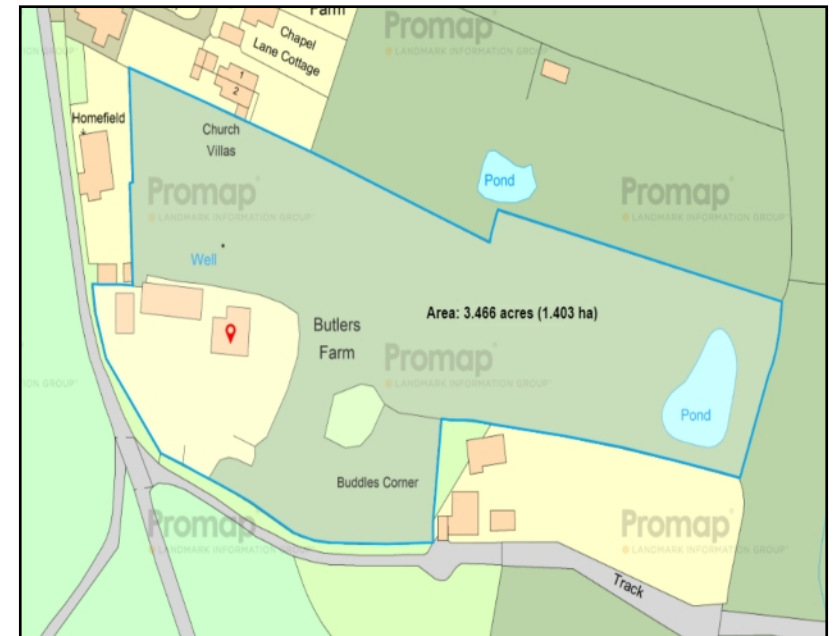 Farm
Promap
© LANDMARK INFORMATION GROUP
ION GROUP
Chapel
Lane Cottage
1
2
Homefield
Church
Villas
Pond
Promap
© LANDMARK INFORMATION GROUP
Promap
© LANDMARK INFORMATION GROUP
Well
Area: 3.466 acres (1.403 ha)
Butlers
Farm
Promap
© LANDMARK INFORMATION GROUP
ION GROUP
Pond
Buddles Corner
Promap
© LANDMARK INFORMATION GROUP
Promap
© LANDMARK INFORMATION GROUP
Track